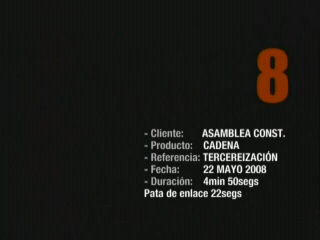 8
- Cliente: ASAMBLEA CONST.
- Producto: CADENA
- Referencia: TERCEREIZACIÓN
- Fecha: 22 MAYO 2008
- Duración: 4min 50segs
Pata de enlace 22segs